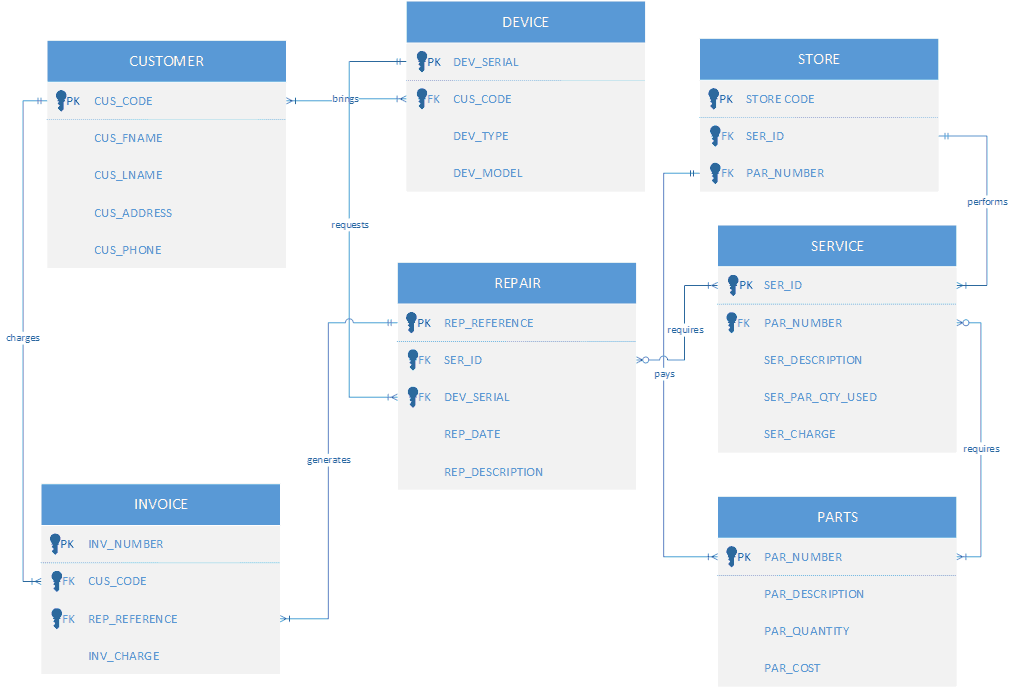 CUSTOMER
PK CUS_CODE
CUS_FNAME
CUS_LNAME
CUS_ADDRESS
CUS_PHONE
brings
DEVICE
PK DEV_SERIAL
FK CUS_CODE
DEV_TYPE
DEV_MODEL
STORE
PK STORE CODE
FK SER_ID
FK PAR_NUMBER
performs
requests
SERVICE
PK SER_ID
FK PAR_NUMBER
SER_DESCRIPTION
SER_PAR_QTY_USED
SER_CHARGE
REPAIR
PK REP_REFERENCE
FK SER_ID
FK DEV_SERIAL
REP_DATE
REP_DESCRIPTION
requires
pays
charges
generates
requires
INVOICE
PK INV_NUMBER
FK CUS_CODE
FK REP_REFERENCE
INV_CHARGE
PARTS
PK PAR_NUMBER
PAR_DESCRIPTION
PAR_QUANTITY
PAR_COST